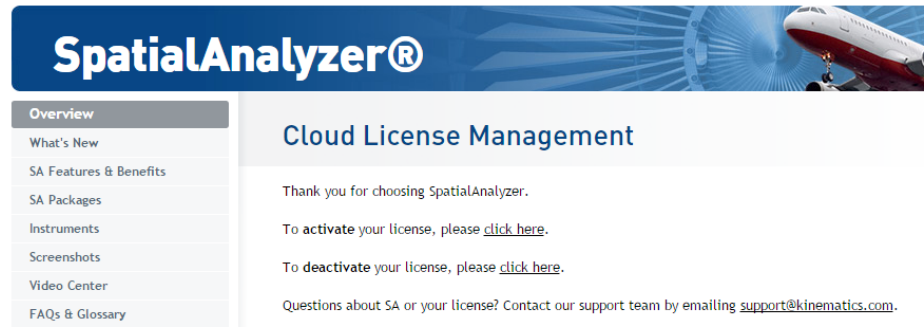 SpatialAnalyzer®
Overview
What's New
SA Features & Benefits
SA Packages
Instruments
Screenshots
Video Center
FAQs & Glossary
Cloud License Management
Thank you for choosing SpatialAnalyzer.
To activate your license, please click here.
To deactivate your license, please click here.
Questions about SA or your license? Contact our support team by emailing support@kinematics.com.